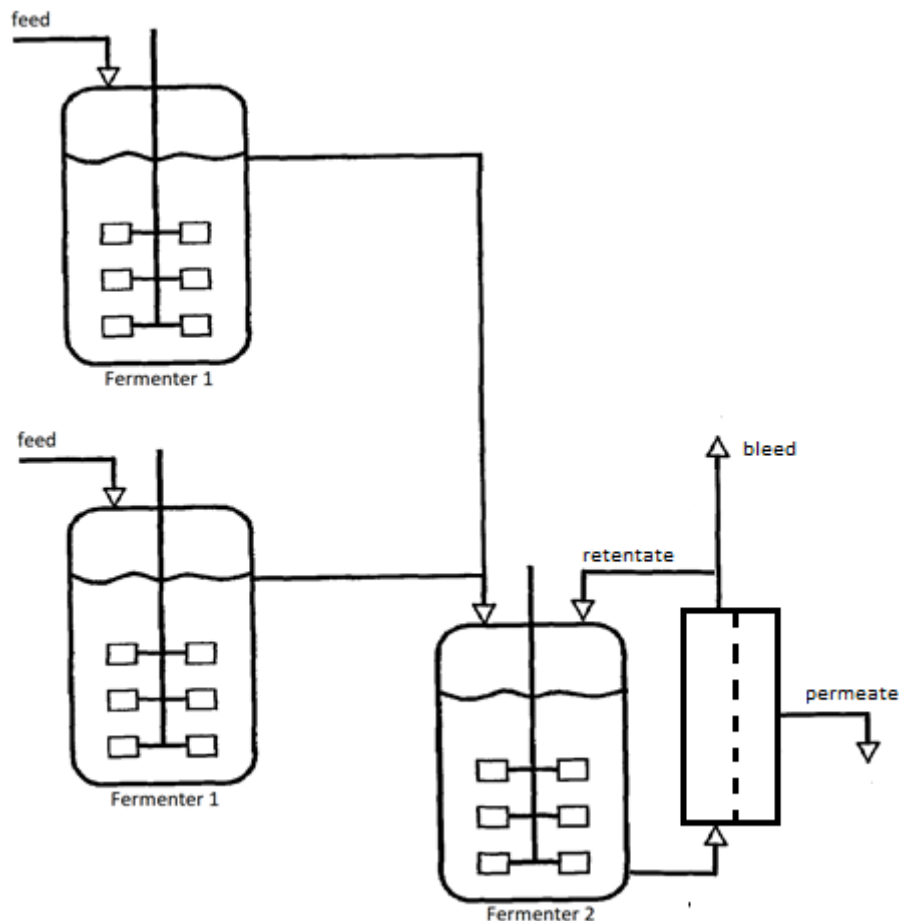 feed
Fermenter 1
feed
bleed
retentate
Fermenter 1
permeate
Fermenter 2